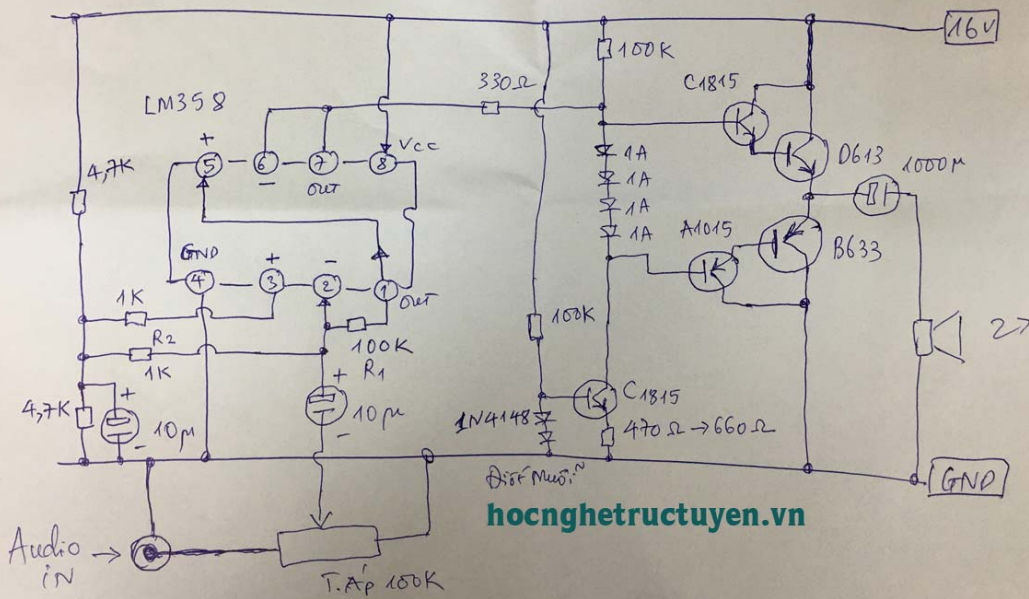 16V
100K
330Ω
C1815
LM358
+
5
6
7
8
Vcc
-
OUT
1A
1A
1A
1A
D613
1000µ
4,7K
A1015
B633
GND
+
-
4
3
2
1
OUT
1K
100K
R1
100K
R2
1K
2
4,7K
+
10µ
-
+
10µ
-
1N4148
C1815
470Ω→660Ω
Điốt Muỗi
GND
hocnghetructuyen.vn
Audio
iN
T.Áp 100K